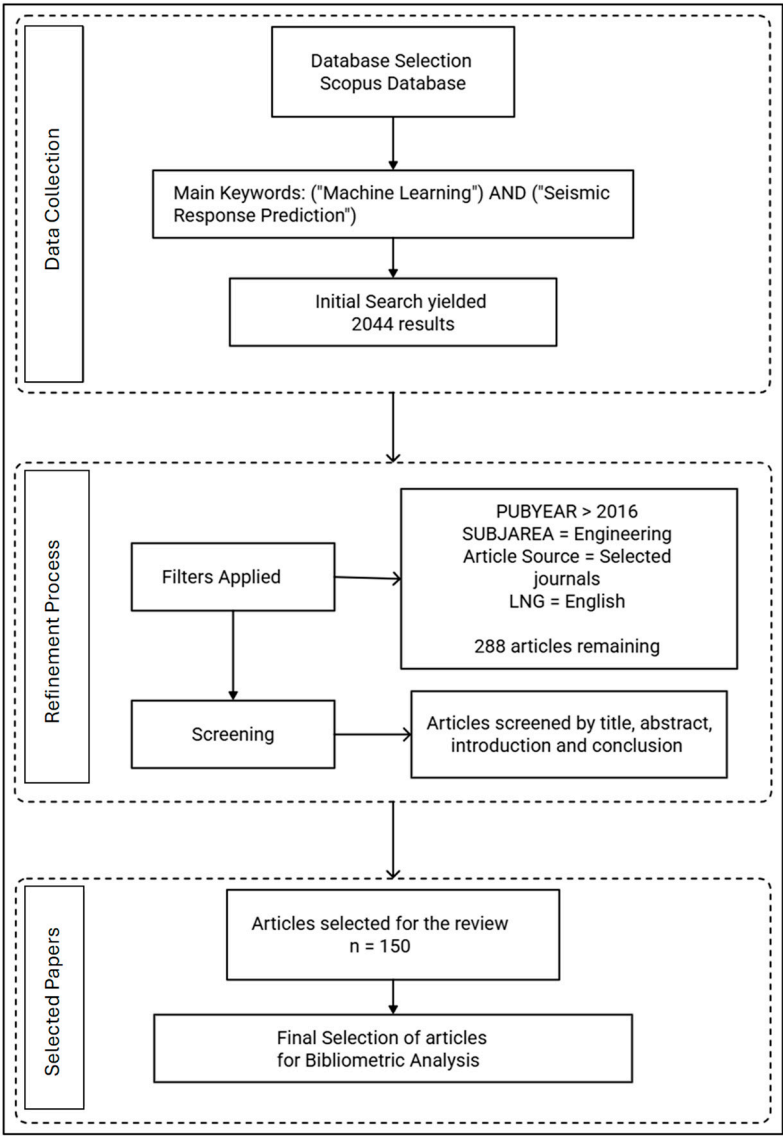 Data Collection
Database Selection
Scopus Database
Main Keywords: ("Machine Learning") AND ("Seismic
Response Prediction")
Initial Search yielded
2044 results
Refinement Process
Filters Applied
PUBYEAR > 2016
SUBJAREA = Engineering
Article Source = Selected
journals
LNG = English
288 articles remaining
Screening
Articles screened by title, abstract,
introduction and conclusion
Selected Papers
Articles selected for the review
n = 150
Final Selection of articles
for Bibliometric Analysis